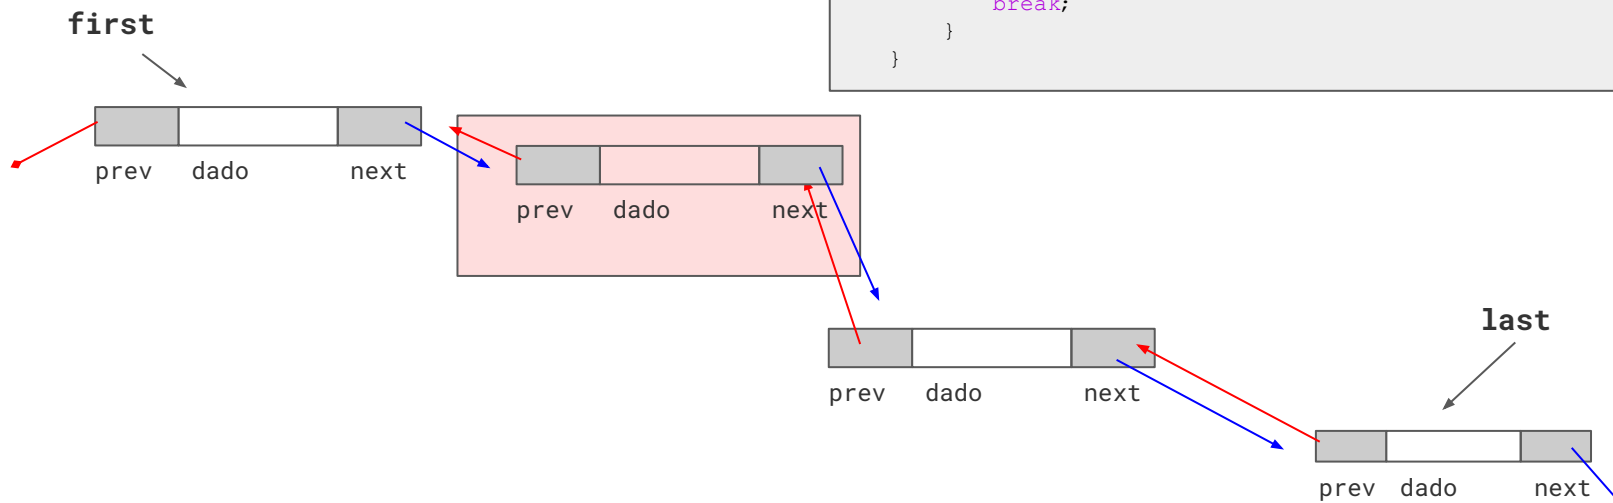 break;
}
}
first
prev dado next
prev dado next
last
prev dado next
prev dado next